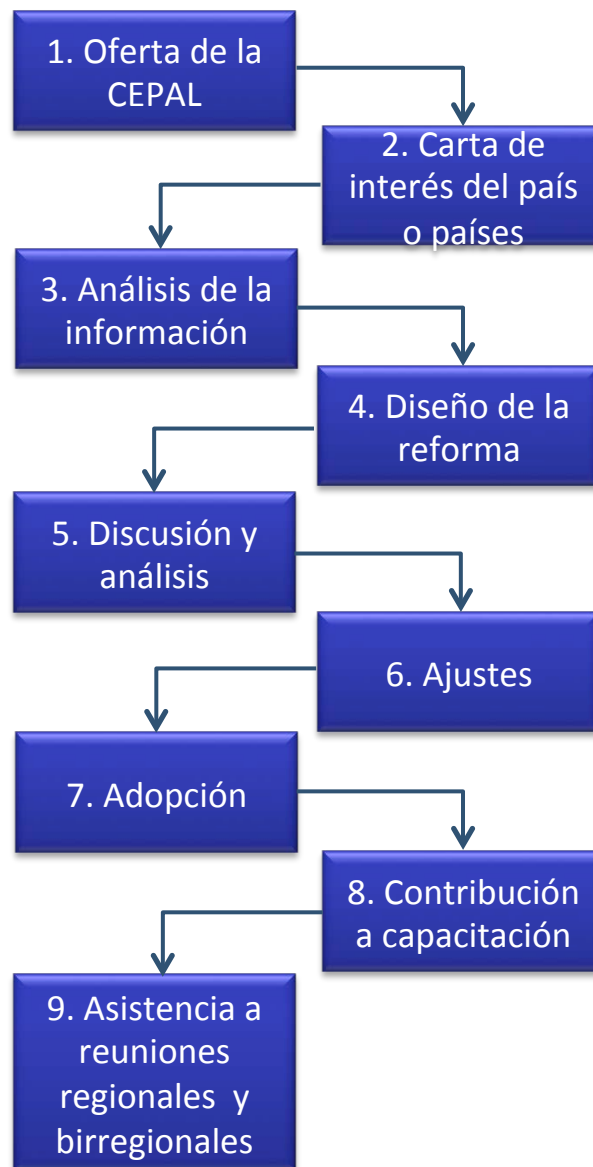 1. Oferta de la
CEPAL
2. Carta de
interés del país
o países
3. Análisis de la
información
4. Diseño de la
reforma
5. Discusión y
análisis
6. Ajustes
7. Adopción
8. Contribución
a capacitación
9. Asistencia a
reuniones
regionales y
birregionales